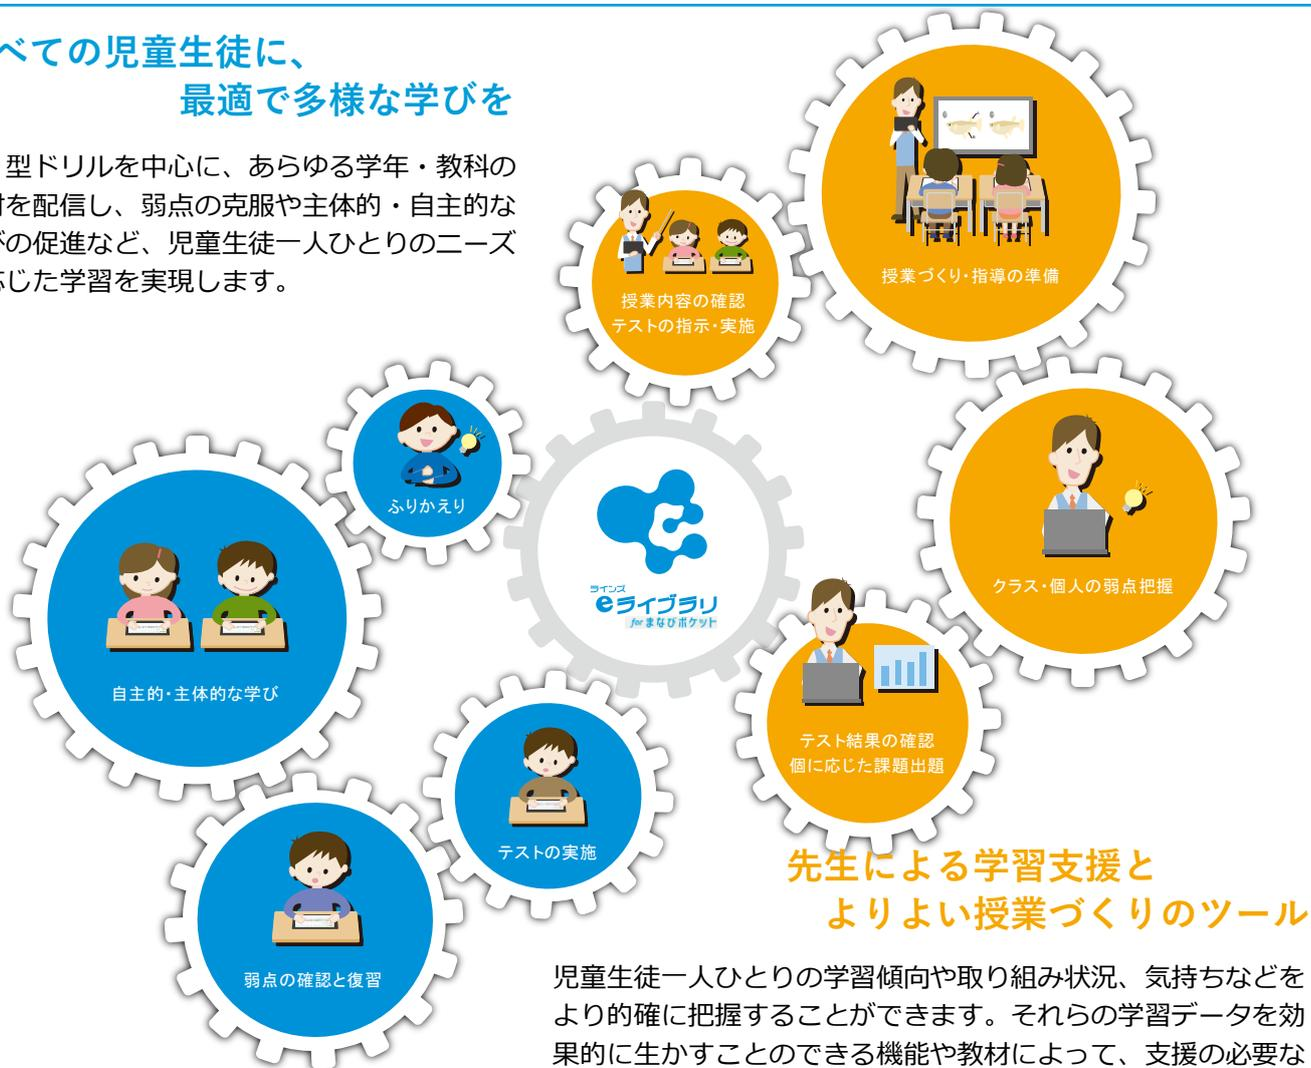 べての児童生徒に、
最適で多様な学びを
型ドリルを中心に、あらゆる学年・教科の
材を配信し、弱点の克服や主体的・自主的な
びの促進など、児童生徒一人ひとりのニーズ
応じた学習を実現します。
授業づくり・指導の準備
授業内容の確認
テストの指示・実施
ふりかえり
クラス・個人の弱点把握
ラインズ
eライブラリ
for まなびポケット
自主的・主体的な学び
テスト結果の確認
個に応じた課題出題
テストの実施
弱点の確認と復習
先生による学習支援と
よりよい授業づくりのツール
児童生徒一人ひとりの学習傾向や取り組み状況、気持ちなどを
より的確に把握することができます。それらの学習データを効
果的に生かすことのできる機能や教材によって、支援の必要な